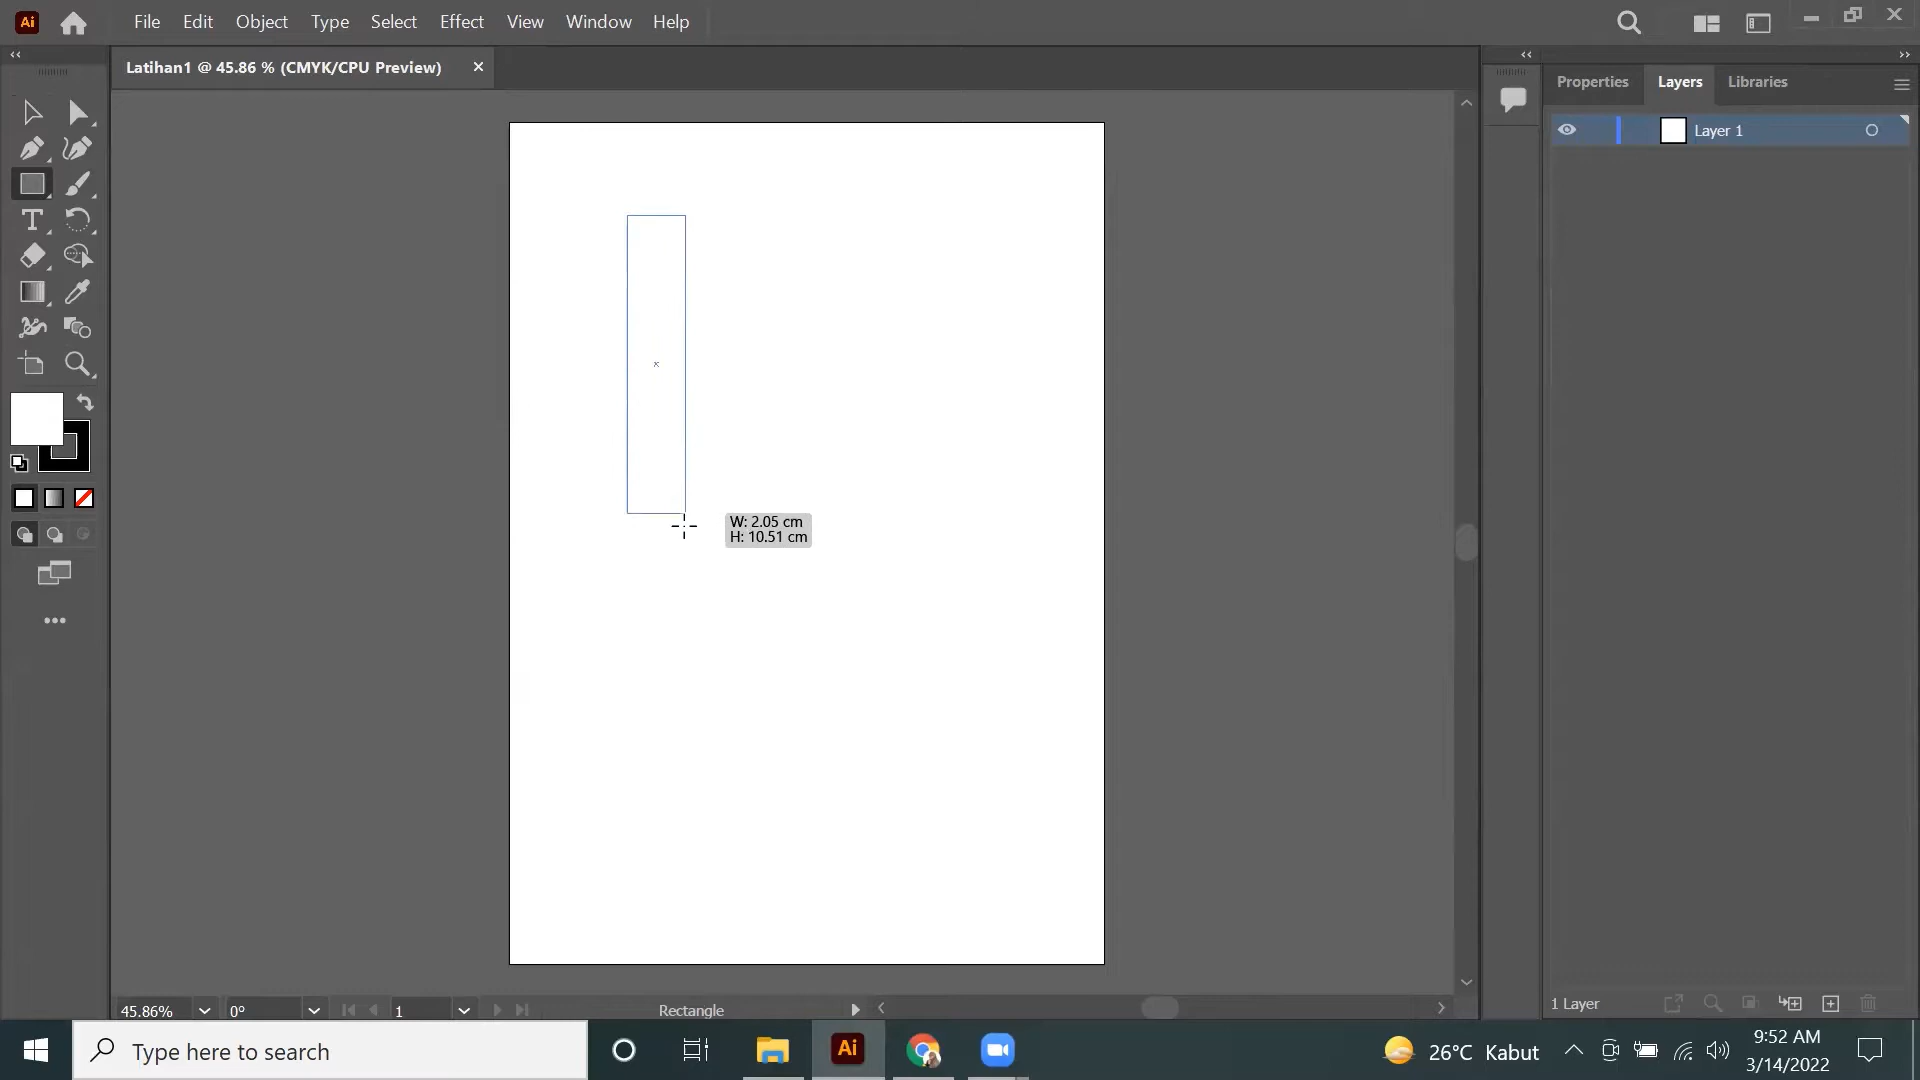 Ai File Edit Object Type Select Effect View Window Help
Latihan1 @ 45.86 % (CMYK/CPU Preview) ×
Properties Layers Libraries
Layer 1
T
W: 2.05 cm
H: 10.51 cm
45.86% 0° 1 Rectangle
1 Layer
Type here to search
Ai
26°C Kabut
9:52 AM
3/14/2022